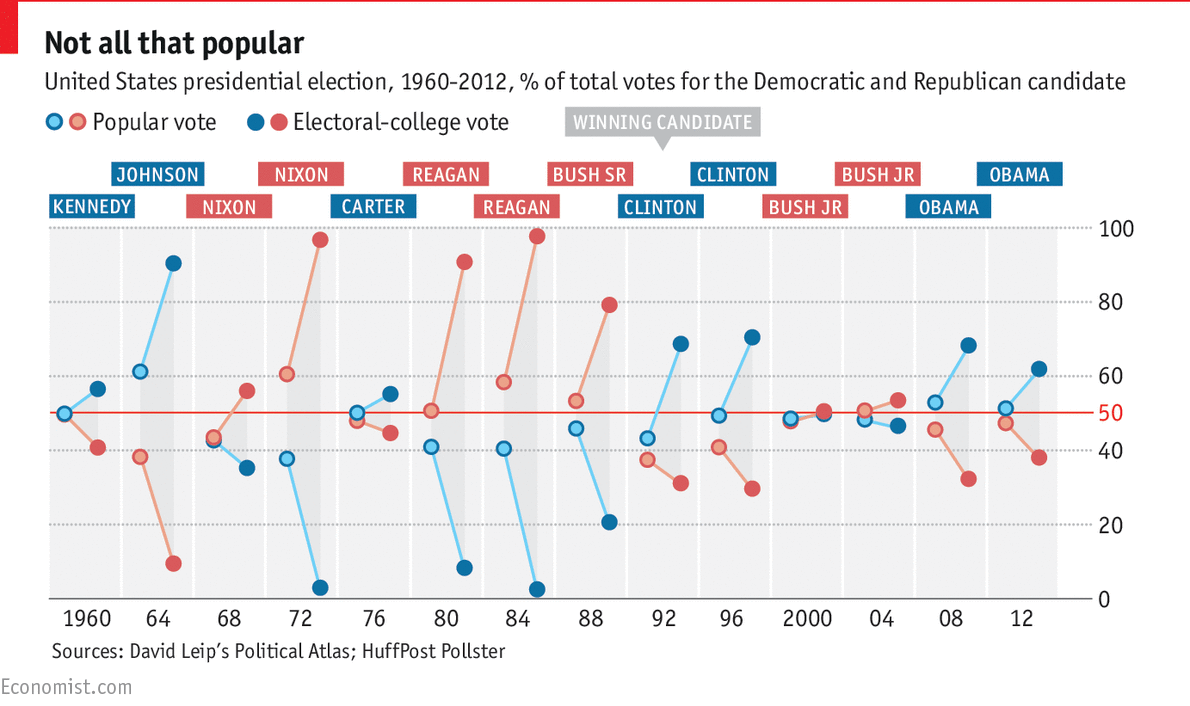 Not all that popular
United States presidential election, 1960-2012, % of total votes for the Democratic and Republican candidate
Popular vote Electoral-college vote WINNING CANDIDATE
JOHNSON NIXON REAGAN BUSH SR CLINTON BUSH JR OBAMA
KENNEDY NIXON CARTER REAGAN CLINTON BUSH JR OBAMA
100
80
60
50
40
20
0
1960 64 68 72 76 80 84 88 92 96 2000 04 08 12
Sources: David Leip's Political Atlas; HuffPost Pollster
Economist.com